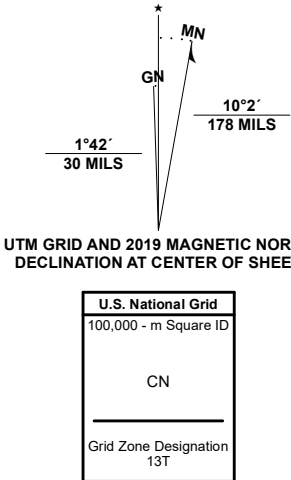 ★
MN
GN
10°2´
178 MILS
1°42´
30 MILS
UTM GRID AND 2019 MAGNETIC NOR
DECLINATION AT CENTER OF SHEE
U.S. National Grid
100,000 - m Square ID
CN
Grid Zone Designation
13T